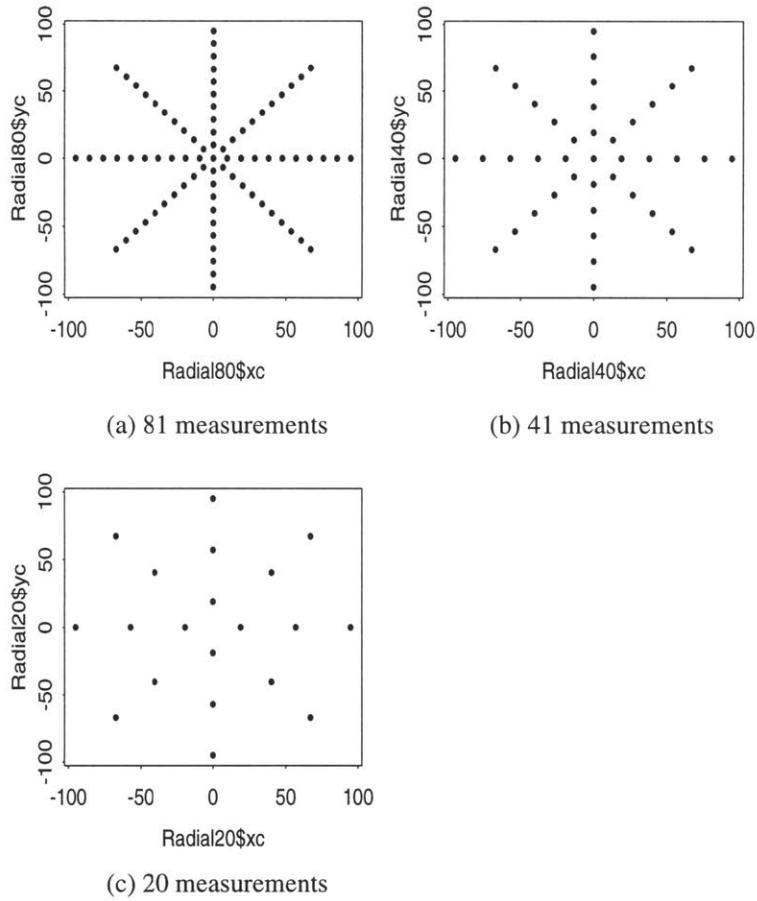 100
50
0
-50
-100
Radial80$yc
-100 -50 0 50 100
Radial80$xc
(a) 81 measurements
100
50
0
-50
-100
Radial40$yc
-100 -50 0 50 100
Radial40$xc
(b) 41 measurements
100
50
0
-50
-100
Radial20$yc
-100 -50 0 50 100
Radial20$xc
(c) 20 measurements